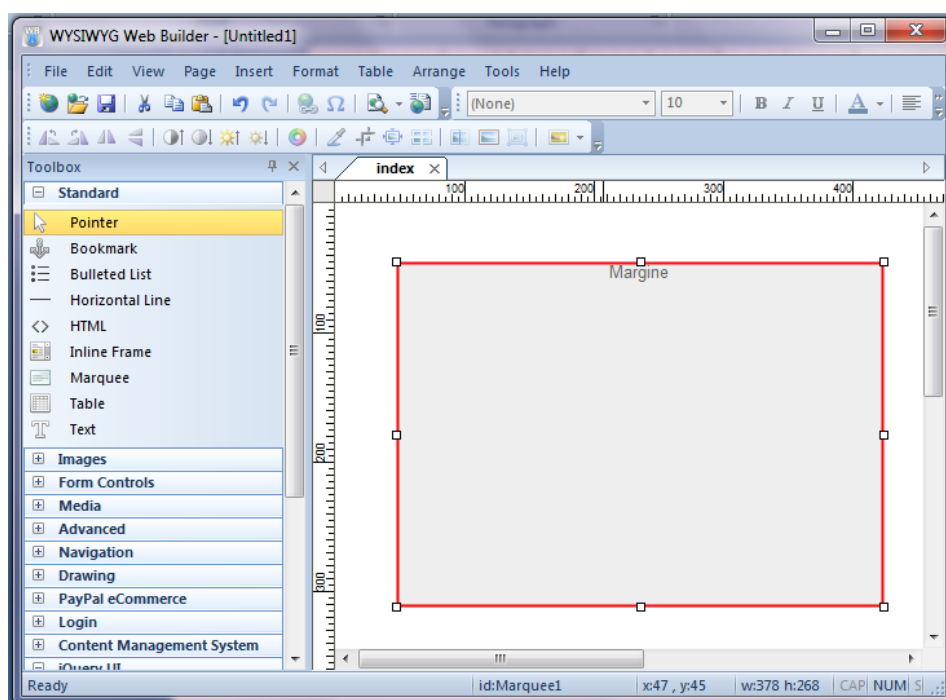 WYSIWYG Web Builder - [Untitled1]
File Edit View Page Insert Format Table Arrange Tools Help
(None) 10 B I U A
Toolbox
index
Standard
100 200 300 400
Pointer
Margine
Bookmark
Bulleted List
Horizontal Line
100
HTML
Inline Frame
Marquee
Table
Text
200
Images
Form Controls
Media
Advanced
Navigation
Drawing
300
PayPal eCommerce
Login
Content Management System
jQuery UI
Ready id:Marquee1 x:47 , y:45 w:378 h:268 CAP NUM S